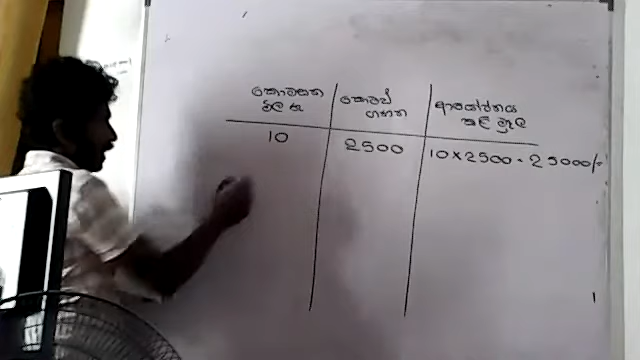 කොටසක
මිල රු
කොටස්
ගණන
ආයෝජනය
කළ මුදල
10
2500
10 × 2500 = 25000/=